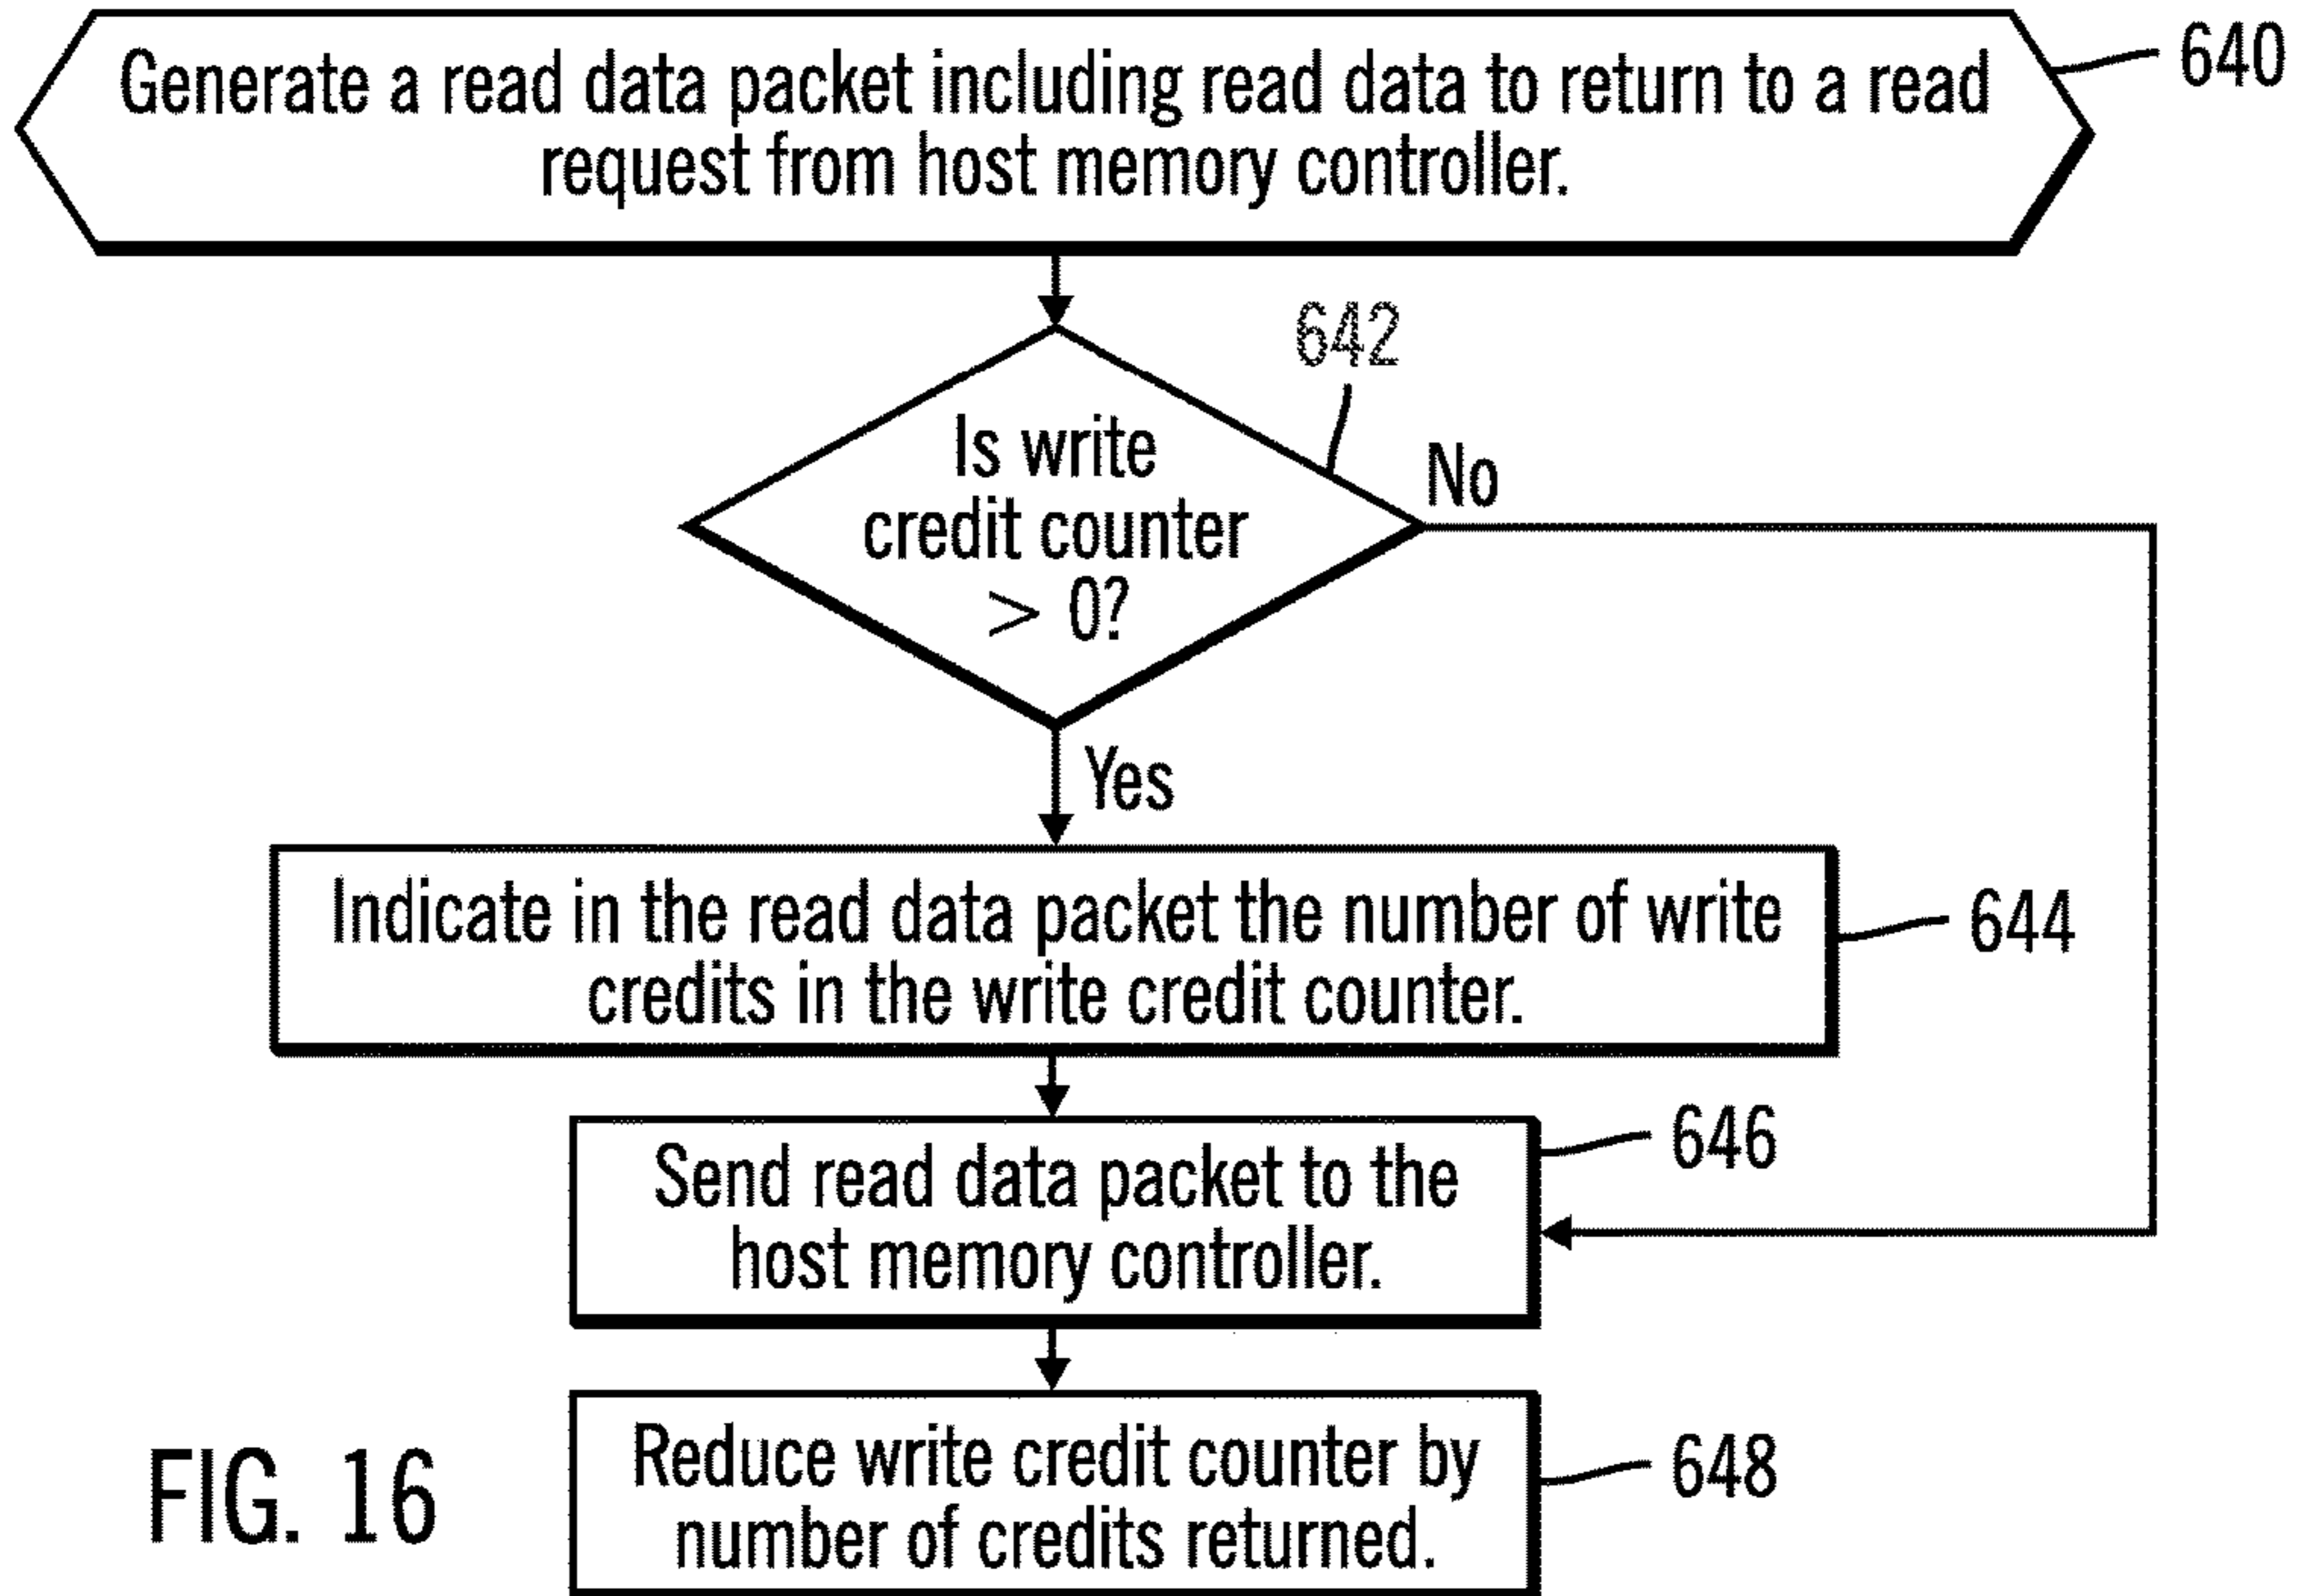 Generate a read data packet including read data to return to a read
request from host memory controller.
640
642
Is write
credit counter
> 0?
No
Yes
Indicate in the read data packet the number of write
credits in the write credit counter.
644
Send read data packet to the
host memory controller.
646
Reduce write credit counter by
number of credits returned.
648
FIG. 16